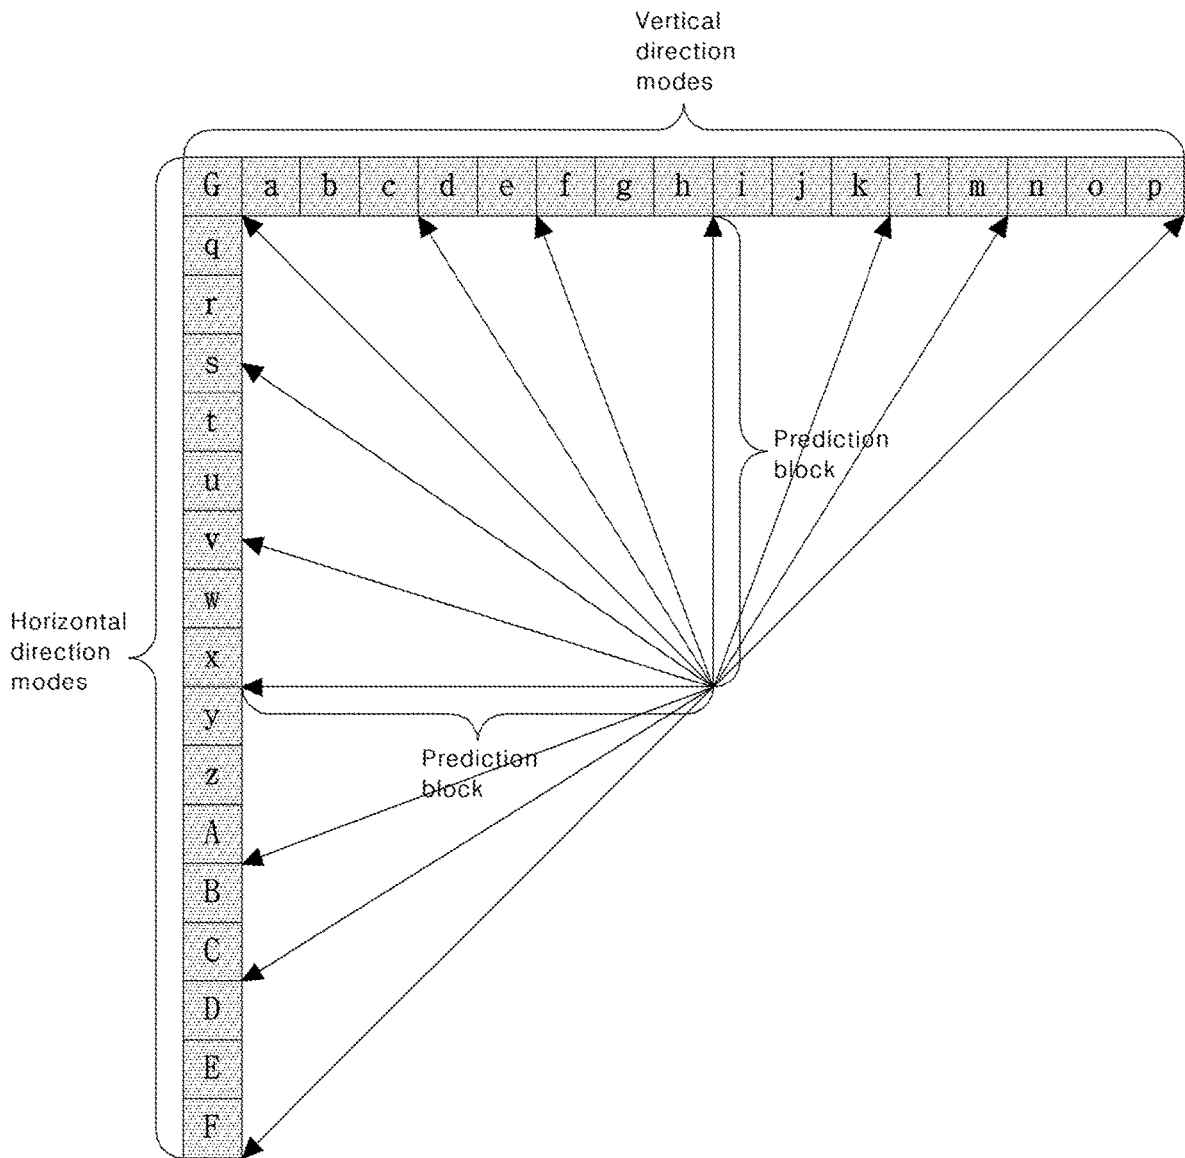 Vertical
direction
modes
G a b c d e f g h i j k l m n o p
q
r
s
t
u
v
w
x
y
z
A
B
C
D
E
F
Prediction
block
Horizontal
direction
modes
Prediction
block